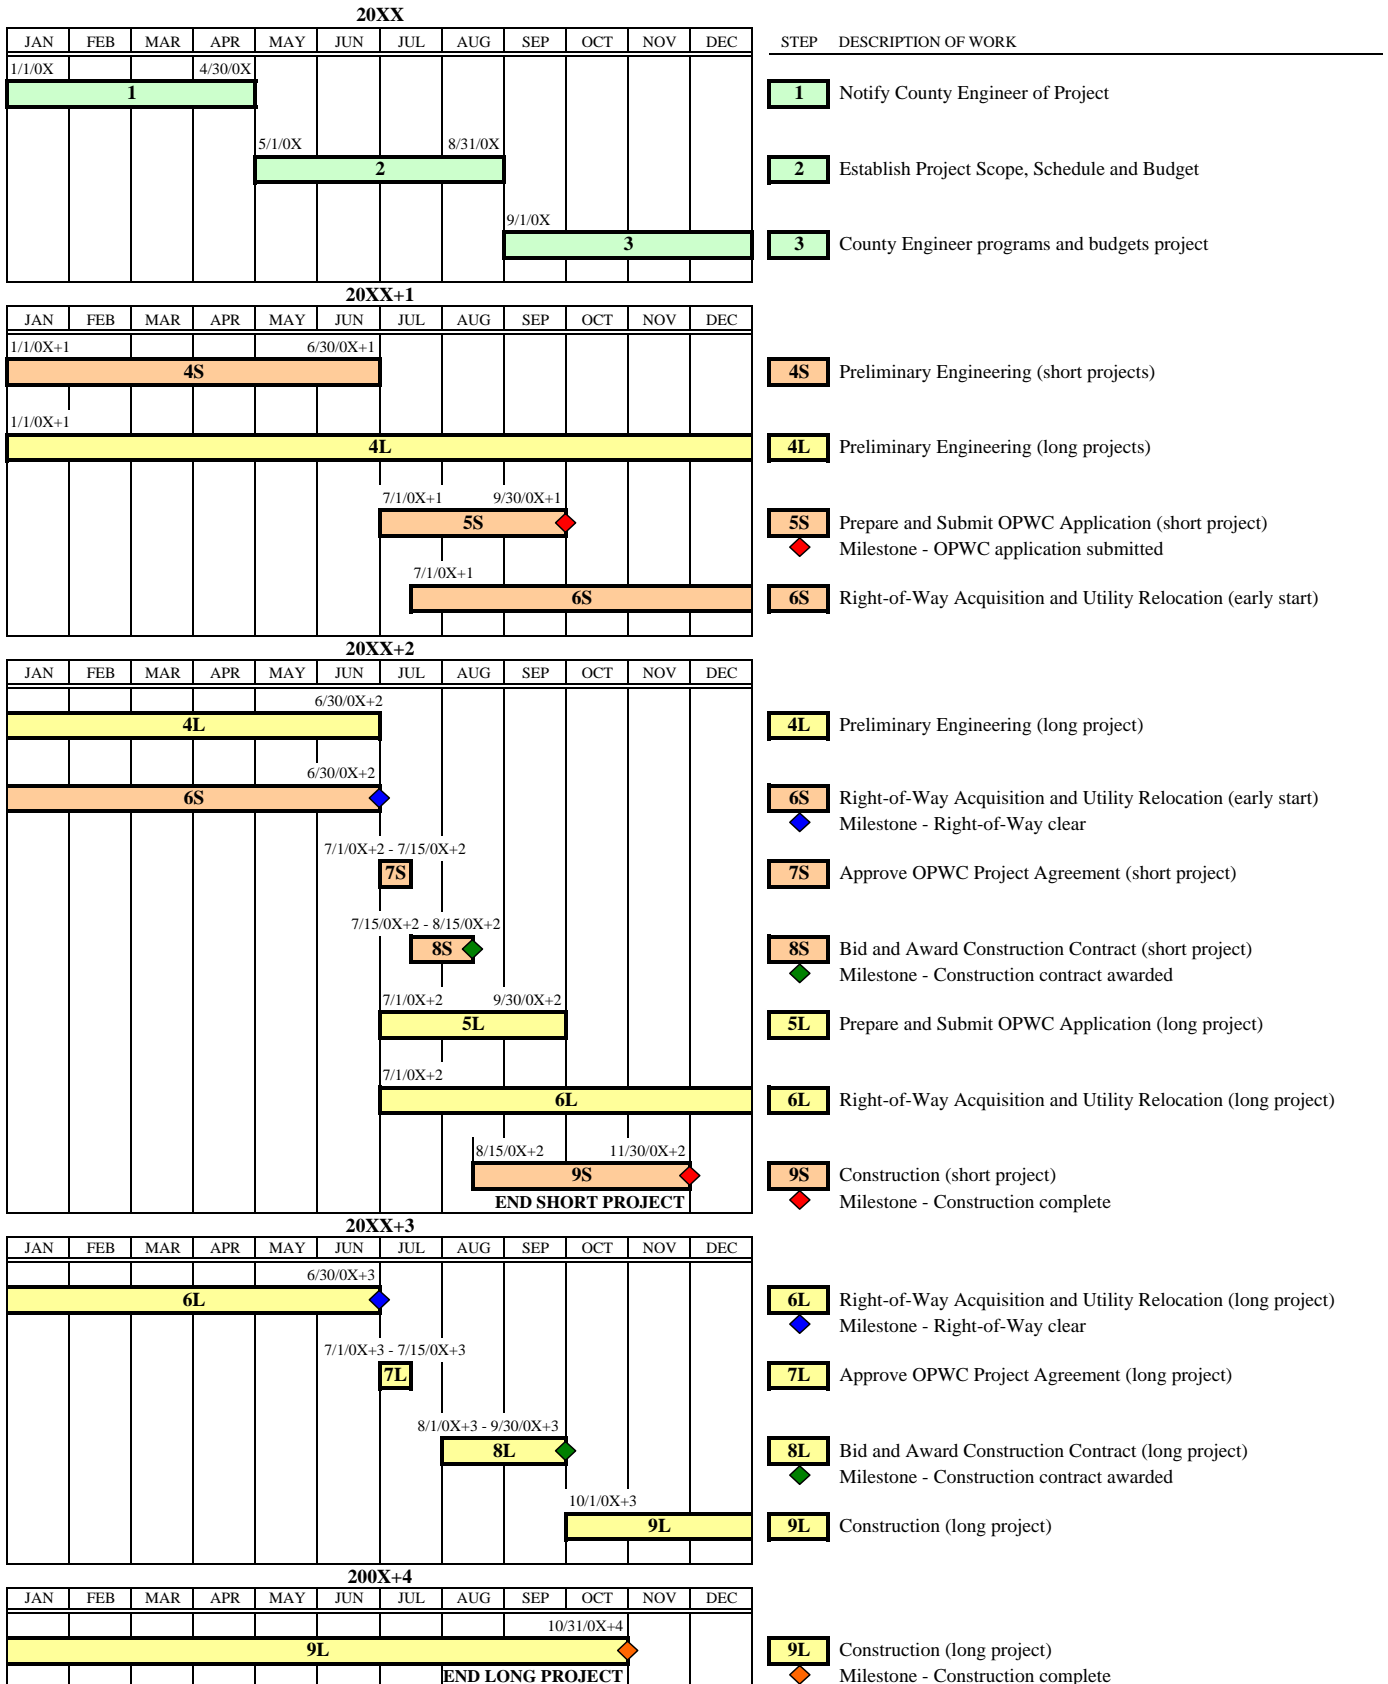 20XX
JAN FEB MAR APR MAY JUN JUL AUG SEP OCT NOV DEC STEP DESCRIPTION OF WORK
1/1/0X 4/30/0X
1 1 Notify County Engineer of Project
5/1/0X 8/31/0X
2 2 Establish Project Scope, Schedule and Budget
9/1/0X
3 3 County Engineer programs and budgets project
20XX+1
JAN FEB MAR APR MAY JUN JUL AUG SEP OCT NOV DEC
1/1/0X+1 6/30/0X+1
4S 4S Preliminary Engineering (short projects)
1/1/0X+1
4L 4L Preliminary Engineering (long projects)
7/1/0X+1 9/30/0X+1
5S 5S Prepare and Submit OPWC Application (short project)
Milestone - OPWC application submitted
7/1/0X+1
6S 6S Right-of-Way Acquisition and Utility Relocation (early start)
20XX+2
JAN FEB MAR APR MAY JUN JUL AUG SEP OCT NOV DEC
6/30/0X+2
4L 4L Preliminary Engineering (long project)
6/30/0X+2
6S 6S Right-of-Way Acquisition and Utility Relocation (early start)
Milestone - Right-of-Way clear
7/1/0X+2 - 7/15/0X+2
7S 7S Approve OPWC Project Agreement (short project)
7/15/0X+2 - 8/15/0X+2
8S 8S Bid and Award Construction Contract (short project)
Milestone - Construction contract awarded
7/1/0X+2 9/30/0X+2
5L 5L Prepare and Submit OPWC Application (long project)
7/1/0X+2
6L 6L Right-of-Way Acquisition and Utility Relocation (long project)
8/15/0X+2 11/30/0X+2
9S 9S Construction (short project)
END SHORT PROJECT Milestone - Construction complete
20XX+3
JAN FEB MAR APR MAY JUN JUL AUG SEP OCT NOV DEC
6/30/0X+3
6L 6L Right-of-Way Acquisition and Utility Relocation (long project)
Milestone - Right-of-Way clear
7/1/0X+3 - 7/15/0X+3
7L 7L Approve OPWC Project Agreement (long project)
8/1/0X+3 - 9/30/0X+3
8L 8L Bid and Award Construction Contract (long project)
Milestone - Construction contract awarded
10/1/0X+3
9L 9L Construction (long project)
200X+4
JAN FEB MAR APR MAY JUN JUL AUG SEP OCT NOV DEC
10/31/0X+4
9L 9L Construction (long project)
END LONG PROJECT Milestone - Construction complete